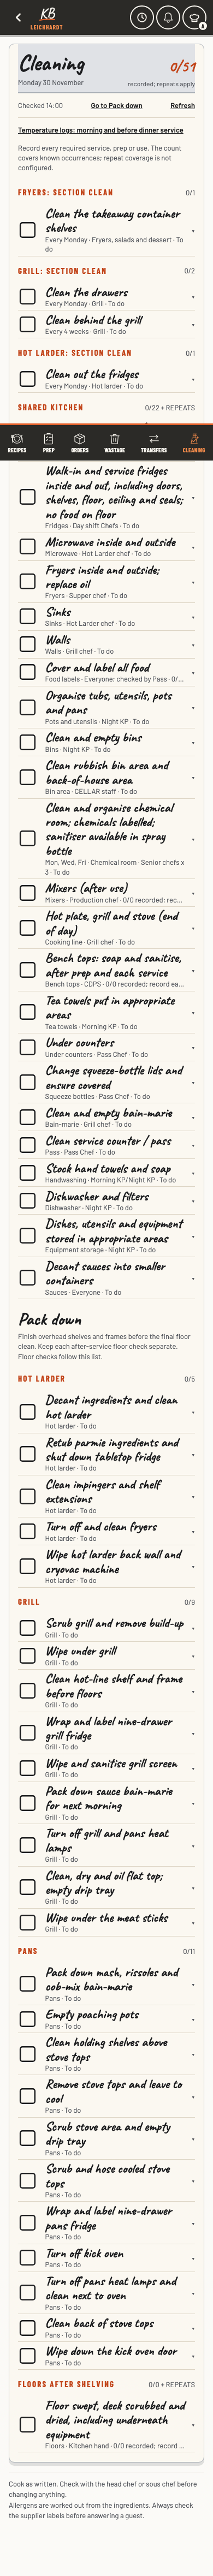 KB
LEICHHARDT
Cleaning
0/51
Monday 30 November
recorded; repeats apply
Checked 14:00
Go to Pack down
Refresh
Temperature logs: morning and before dinner service
Record every required service, prep or use. The count
covers known occurrences; repeat coverage is not
configured.
FRYERS: SECTION CLEAN
0/1
Clean the takeaway container
shelves
Every Monday · Fryers, salads and dessert · To
do
GRILL: SECTION CLEAN
0/2
Clean the drawers
Every Monday · Grill · To do
Clean behind the grill
Every 4 weeks · Grill · To do
HOT LARDER: SECTION CLEAN
0/1
Clean out the fridges
Every Monday · Hot larder · To do
SHARED KITCHEN
0/22 + REPEATS
RECIPES
PREP
ORDERS
WASTAGE
TRANSFERS
CLEANING
Walk-in and service fridges
inside and out, including doors,
shelves, floor, ceiling and seals;
no food on floor
Fridges · Day shift Chefs · To do
Microwave inside and outside
Microwave · Hot Larder chef · To do
Fryers inside and outside;
replace oil
Fryers · Supper chef · To do
Sinks
Sinks · Hot Larder chef · To do
Walls
Walls · Grill chef · To do
Cover and label all food
Food labels · Everyone; checked by Pass · 0/...
Organise tubs, utensils, pots
and pans
Pots and utensils · Night KP · To do
Clean and empty bins
Bins · Night KP · To do
Clean rubbish bin area and
back-of-house area
Bin area · CELLAR staff · To do
Clean and organise chemical
room; chemicals labelled;
sanitiser available in spray
bottle
Mon, Wed, Fri · Chemical room · Senior chefs x
3 · To do
Mixers (after use)
Mixers · Production chef · 0/0 recorded; rec...
Hot plate, grill and stove (end
of day)
Cooking line · Grill chef · To do
Bench tops: soap and sanitise,
after prep and each service
Bench tops · CDPS · 0/0 recorded; record ea...
Tea towels put in appropriate
areas
Tea towels · Morning KP · To do
Under counters
Under counters · Pass Chef · To do
Change squeeze-bottle lids and
ensure covered
Squeeze bottles · Pass Chef · To do
Clean and empty bain-marie
Bain-marie · Grill chef · To do
Clean service counter / pass
Pass · Pass Chef · To do
Stock hand towels and soap
Handwashing · Morning KP/Night KP · To do
Dishwasher and filters
Dishwasher · Night KP · To do
Dishes, utensils and equipment
stored in appropriate areas
Equipment storage · Night KP · To do
Decant sauces into smaller
containers
Sauces · Everyone · To do
Pack down
Finish overhead shelves and frames before the final floor
clean. Keep each after-service floor check separate.
Floor checks follow this list.
HOT LARDER
0/5
Decant ingredients and clean
hot larder
Hot larder · To do
Retub parmie ingredients and
shut down tabletop fridge
Hot larder · To do
Clean impingers and shelf
extensions
Hot larder · To do
Turn off and clean fryers
Hot larder · To do
Wipe hot larder back wall and
cryovac machine
Hot larder · To do
GRILL
0/9
Scrub grill and remove build-up
Grill · To do
Wipe under grill
Grill · To do
Clean hot-line shelf and frame
before floors
Grill · To do
Wrap and label nine-drawer
grill fridge
Grill · To do
Wipe and sanitise grill screen
Grill · To do
Pack down sauce bain-marie
for next morning
Grill · To do
Turn off grill and pans heat
lamps
Grill · To do
Clean, dry and oil flat top;
empty drip tray
Grill · To do
Wipe under the meat sticks
Grill · To do
PANS
0/11
Pack down mash, rissoles and
cob-mix bain-marie
Pans · To do
Empty poaching pots
Pans · To do
Clean holding shelves above
stove tops
Pans · To do
Remove stove tops and leave to
cool
Pans · To do
Scrub stove area and empty
drip tray
Pans · To do
Scrub and hose cooled stove
tops
Pans · To do
Wrap and label nine-drawer
pans fridge
Pans · To do
Turn off kick oven
Pans · To do
Turn off pans heat lamps and
clean next to oven
Pans · To do
Clean back of stove tops
Pans · To do
Wipe down the kick oven door
Pans · To do
FLOORS AFTER SHELVING
0/0 + REPEATS
Floor swept, deck scrubbed and
dried, including underneath
equipment
Floors · Kitchen hand · 0/0 recorded; record ...
Cook as written. Check with the head chef or sous chef before
changing anything.
Allergens are worked out from the ingredients. Always check
the supplier labels before answering a guest.